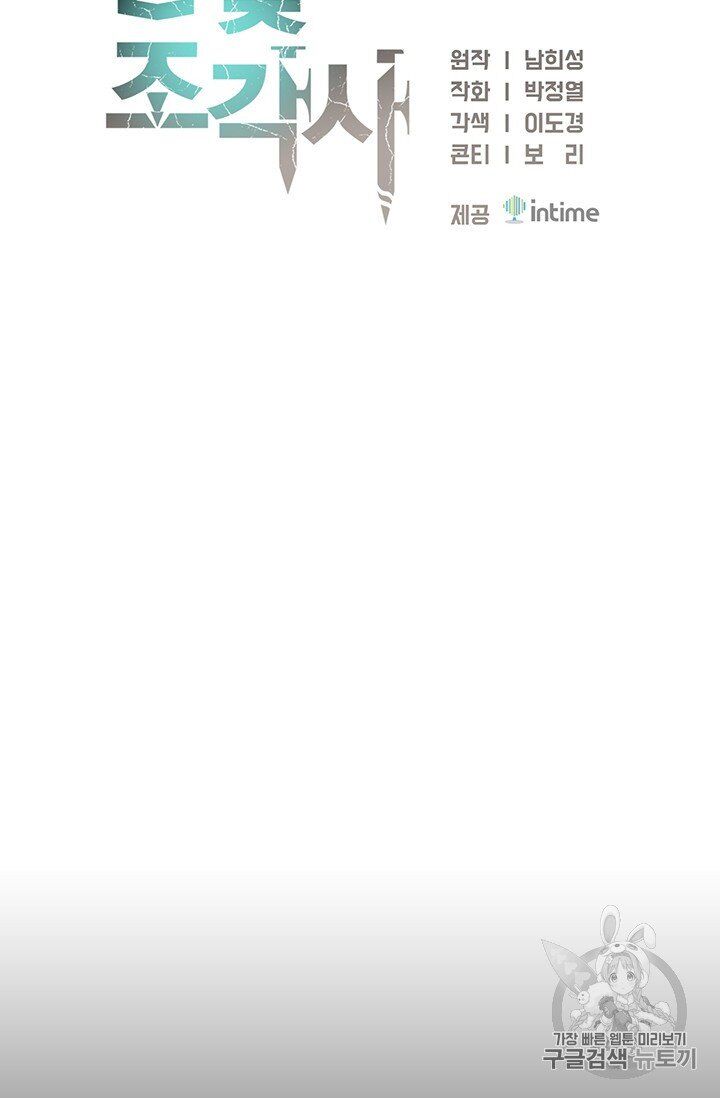 조각사
원작 | 남희성
작화 | 박정열
각색 | 이도경
콘티 | 보 리
제공 intime
가장 빠른 웹툰 미리보기
구글검색 뉴토끼